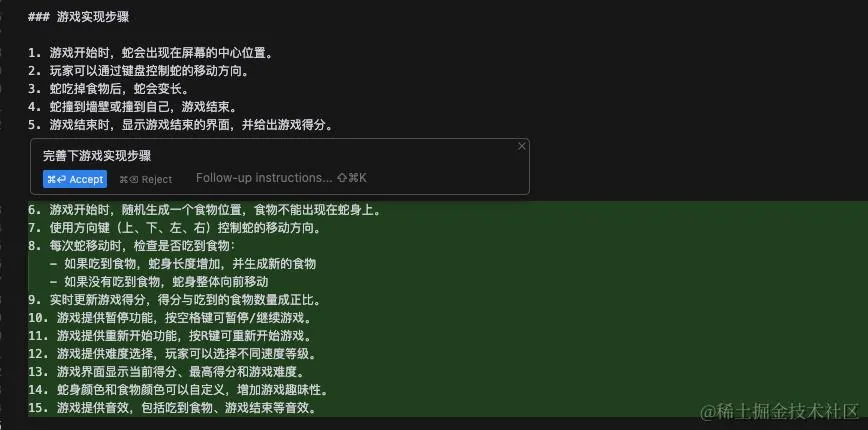 ### 游戏实现步骤
1. 游戏开始时，蛇会出现在屏幕的中心位置。
2. 玩家可以通过键盘控制蛇的移动方向。
3. 蛇吃掉食物后，蛇会变长。
4. 蛇撞到墙壁或撞到自己，游戏结束。
5. 游戏结束时，显示游戏结束的界面，并给出游戏得分。
完善下游戏实现步骤
⌘⏎ Accept ⌘⌫ Reject Follow-up instructions... ⇧⌘K
6. 游戏开始时，随机生成一个食物位置，食物不能出现在蛇身上。
7. 使用方向键（上、下、左、右）控制蛇的移动方向。
8. 每次蛇移动时，检查是否吃到食物：
- 如果吃到食物，蛇身长度增加，并生成新的食物
- 如果没有吃到食物，蛇身整体向前移动
9. 实时更新游戏得分，得分与吃到的食物数量成正比。
10. 游戏提供暂停功能，按空格键可暂停/继续游戏。
11. 游戏提供重新开始功能，按R键可重新开始游戏。
12. 游戏提供难度选择，玩家可以选择不同速度等级。
13. 游戏界面显示当前得分、最高得分和游戏难度。
14. 蛇身颜色和食物颜色可以自定义，增加游戏趣味性。
15. 游戏提供音效，包括吃到食物、游戏结束等音效。
@稀土掘金技术社区